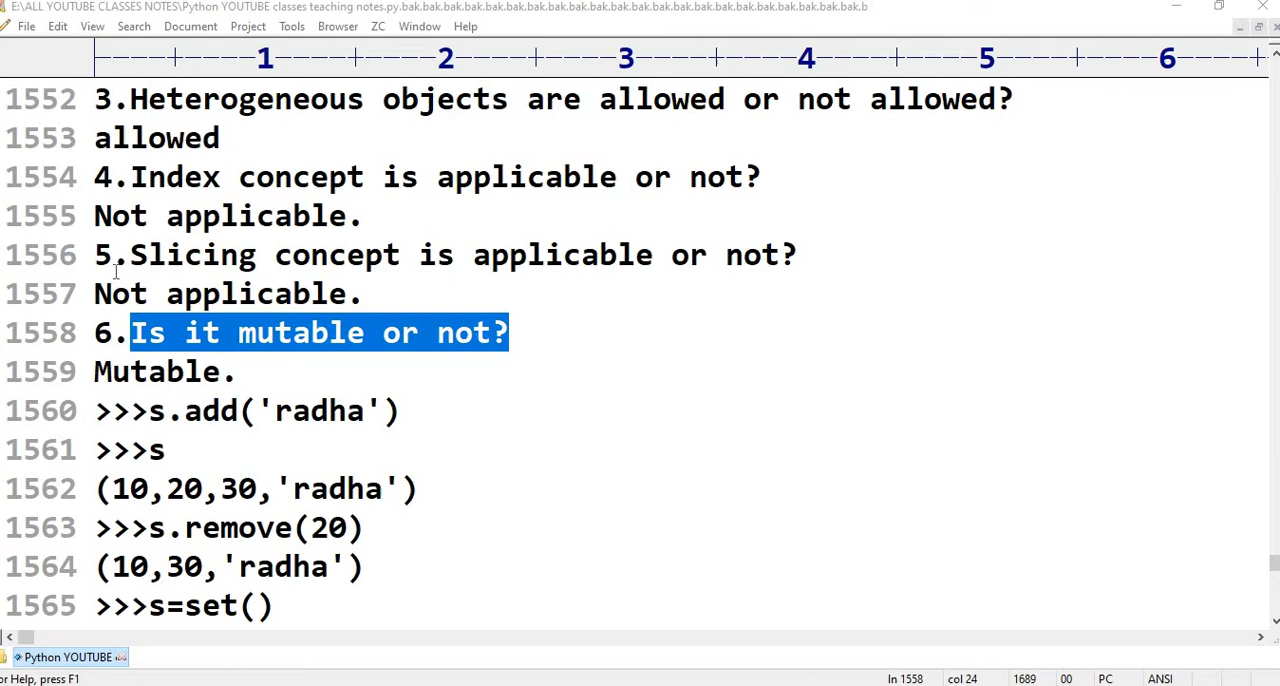 E:\ALL YOUTUBE CLASSES NOTES\Python YOUTUBE classes teaching notes.py.bak.bak.bak.bak.bak.bak.bak.bak.bak.bak.bak.bak.bak.bak.bak.bak.bak.bak.bak.bak.b
File Edit View Search Document Project Tools Browser ZC Window Help
1 2 3 4 5 6
1552 3.Heterogeneous objects are allowed or not allowed?
1553 allowed
1554 4.Index concept is applicable or not?
1555 Not applicable.
1556 5.Slicing concept is applicable or not?
1557 Not applicable.
1558 6.Is it mutable or not?
1559 Mutable.
1560 >>>s.add('radha')
1561 >>>s
1562 (10,20,30,'radha')
1563 >>>s.remove(20)
1564 (10,30,'radha')
1565 >>>s=set()
Python YOUTUBE
or Help, press F1 ln 1558 col 24 1689 00 PC ANSI